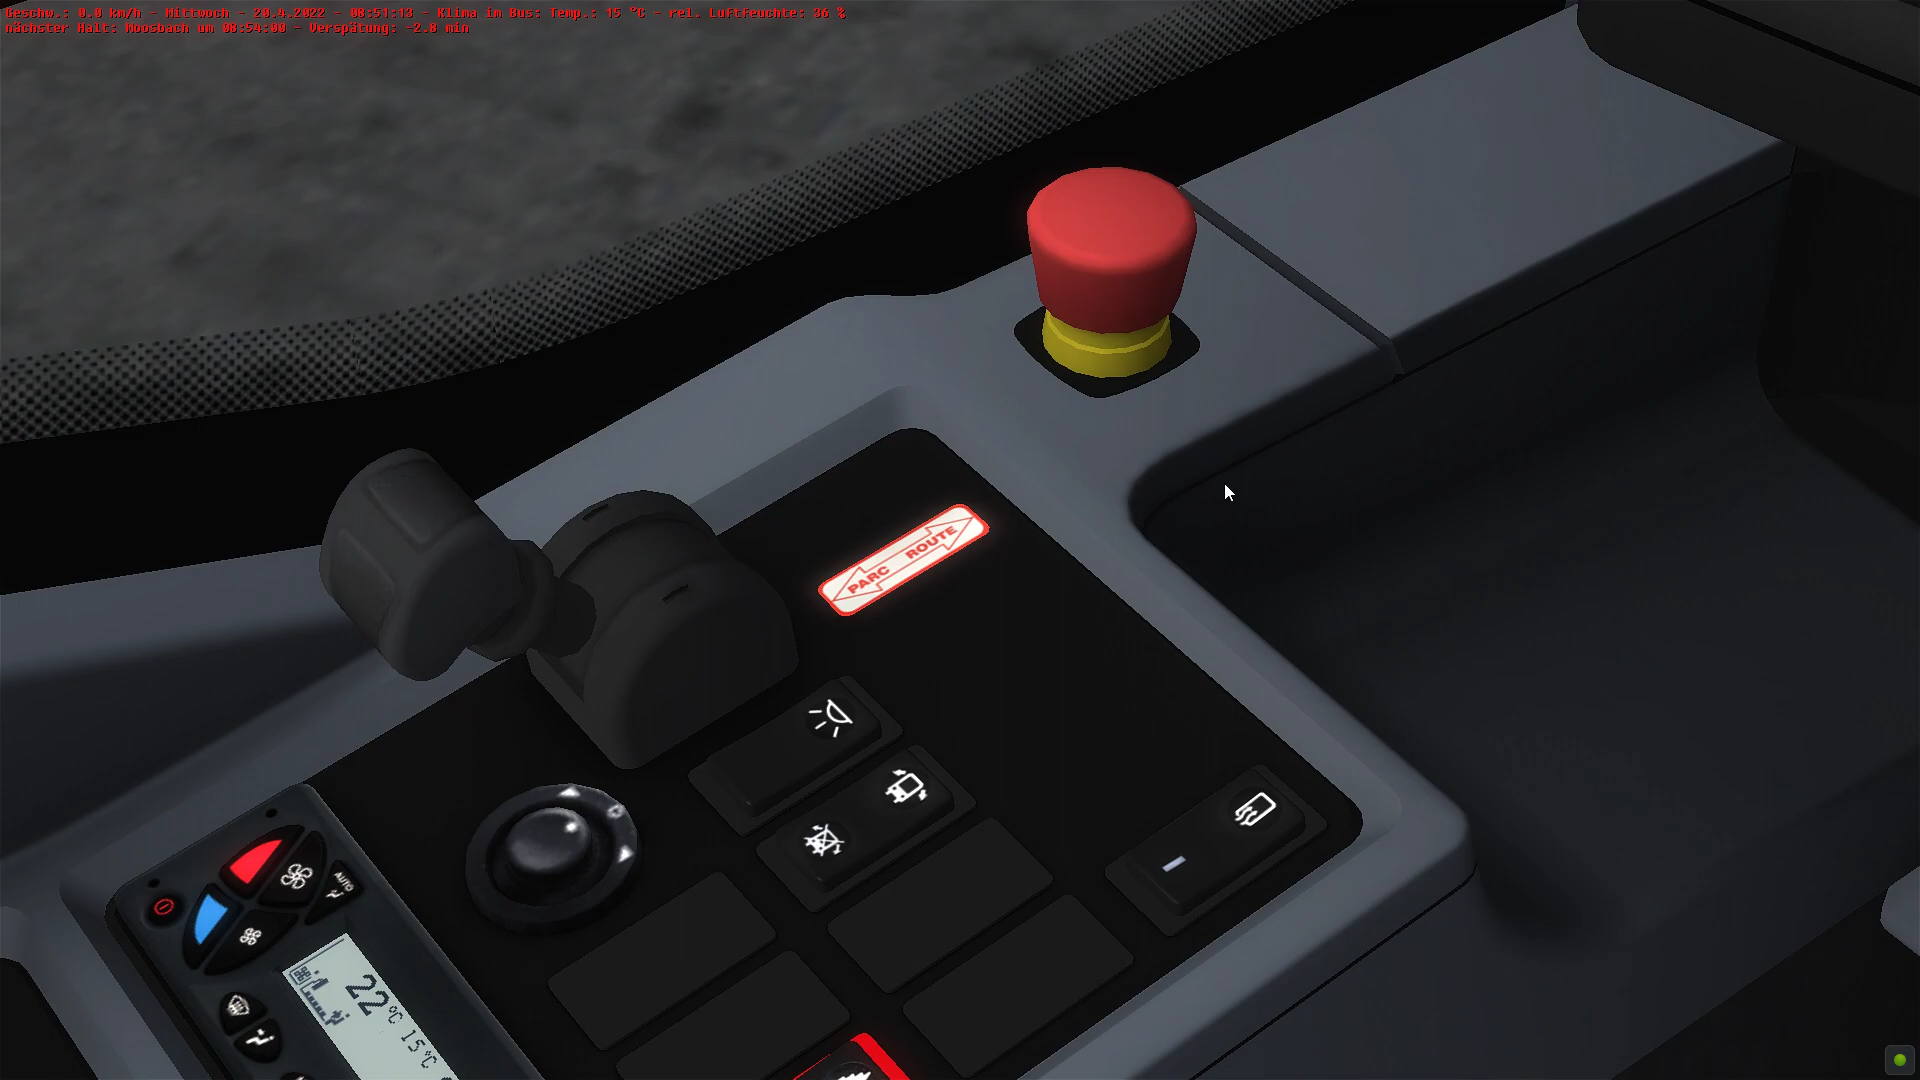 Geschw.: 0.0 km/h - Mittwoch - 20.4.2022 - 08:51:13 - Klima im Bus: Temp.: 15 °C - rel. Luftfeuchte: 36 %
nächster Halt: Moosbach um 08:54:00 - Verspätung: -2.8 min
PARC ROUTE
AUTO
22°C 15°C